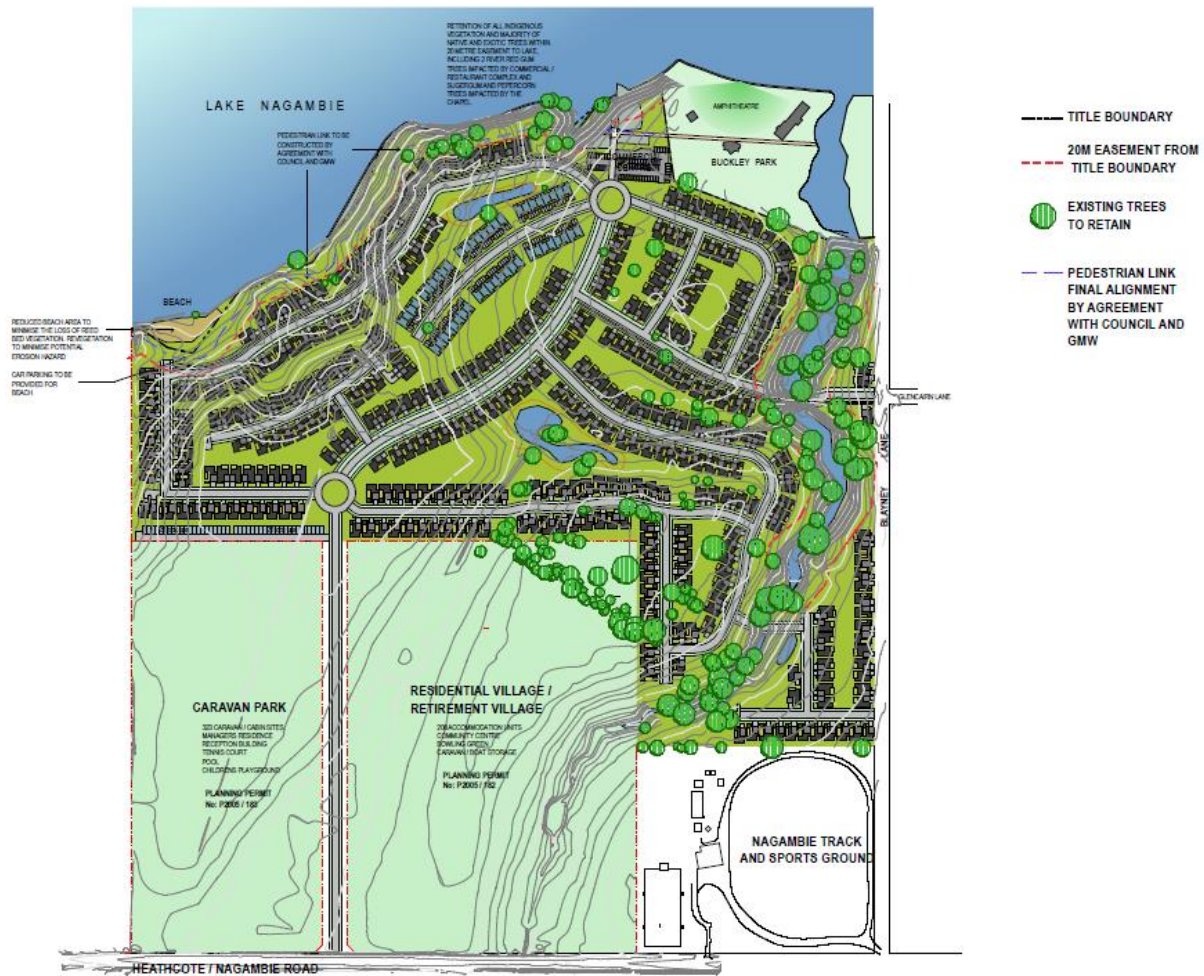 RETENTION OF ALL INDIGENOUS
VEGETATION AND MAJORITY OF
NATIVE AND EXOTIC TREES WITHIN
20 METRE EASEMENT TO LAKE,
INCLUDING 2 RIVER RED GUM
TREES IMPACTED BY COMMERCIAL /
RESTAURANT COMPLEX AND
SUGERGUM AND PEPERCORN
TREES IMPACTED BY THE
CHAPEL.
LAKE NAGAMBIE
PEDESTRIAN LINK TO BE
CONSTRUCTED BY
AGREEMENT WITH
COUNCIL AND GMW
AMPHITHEATRE
BUCKLEY PARK
BEACH
REDUCED BEACH AREA TO
MINIMISE THE LOSS OF REED
BED VEGETATION. REVEGETATION
TO MINIMISE POTENTIAL
EROSION HAZARD
CAR PARKING TO BE
PROVIDED FOR
BEACH
TITLE BOUNDARY
20M EASEMENT FROM
TITLE BOUNDARY
EXISTING TREES
TO RETAIN
PEDESTRIAN LINK
FINAL ALIGNMENT
BY AGREEMENT
WITH COUNCIL AND
GMW
GLENCAIRN LANE
BLAYNEY LANE
CARAVAN PARK
323 CARAVAN / CABIN SITES
MANAGERS RESIDENCE
RECEPTION BUILDING
TENNIS COURT
POOL
CHILDRENS PLAYGROUND
PLANNING PERMIT
No: P2005 / 183
RESIDENTIAL VILLAGE /
RETIREMENT VILLAGE
ACCOMMODATION UNITS
COMMUNITY CENTRE
BOWLING GREEN
CARAVAN / BOAT STORAGE
PLANNING PERMIT
No: P2005 / 182
NAGAMBIE TRACK
AND SPORTS GROUND
HEATHCOTE / NAGAMBIE ROAD